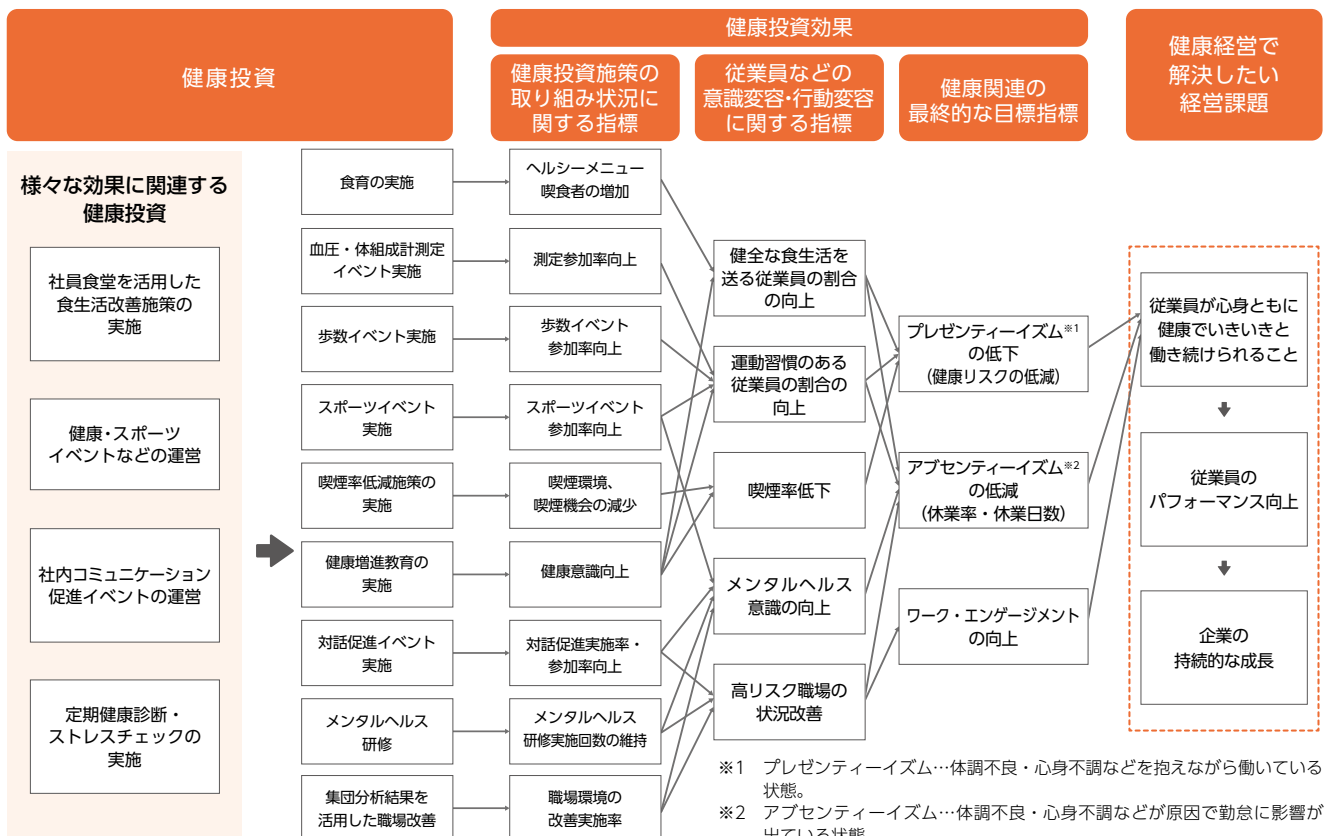 健康投資
健康投資効果
健康投資施策の
取り組み状況に
関する指標
従業員などの
意識変容・行動変容
に関する指標
健康関連の
最終的な目標指標
健康経営で
解決したい
経営課題
様々な効果に関連する
健康投資
社員食堂を活用した
食生活改善施策の
実施
健康・スポーツ
イベントなどの運営
社内コミュニケーション
促進イベントの運営
定期健康診断・
ストレスチェックの
実施
食育の実施
血圧・体組成計測定
イベント実施
歩数イベント実施
スポーツイベント
実施
喫煙率低減施策の
実施
健康増進教育の
実施
対話促進イベント
実施
メンタルヘルス
研修
集団分析結果を
活用した職場改善
ヘルシーメニュー
喫食者の増加
測定参加率向上
歩数イベント
参加率向上
スポーツイベント
参加率向上
喫煙環境、
喫煙機会の減少
健康意識向上
対話促進実施率・
参加率向上
メンタルヘルス
研修実施回数の維持
職場環境の
改善実施率
健全な食生活を
送る従業員の割合
の向上
運動習慣のある
従業員の割合の
向上
喫煙率低下
メンタルヘルス
意識の向上
高リスク職場の
状況改善
プレゼンティーイズム※1
の低下
（健康リスクの低減）
アブセンティーイズム※2
の低減
（休業率・休業日数）
ワーク・エンゲージメント
の向上
従業員が心身ともに
健康でいきいきと
働き続けられること
従業員の
パフォーマンス向上
企業の
持続的な成長
※1 プレゼンティーイズム…体調不良・心身不調などを抱えながら働いている
状態。
※2 アブセンティーイズム…体調不良・心身不調などが原因で勤怠に影響が
出ている状態